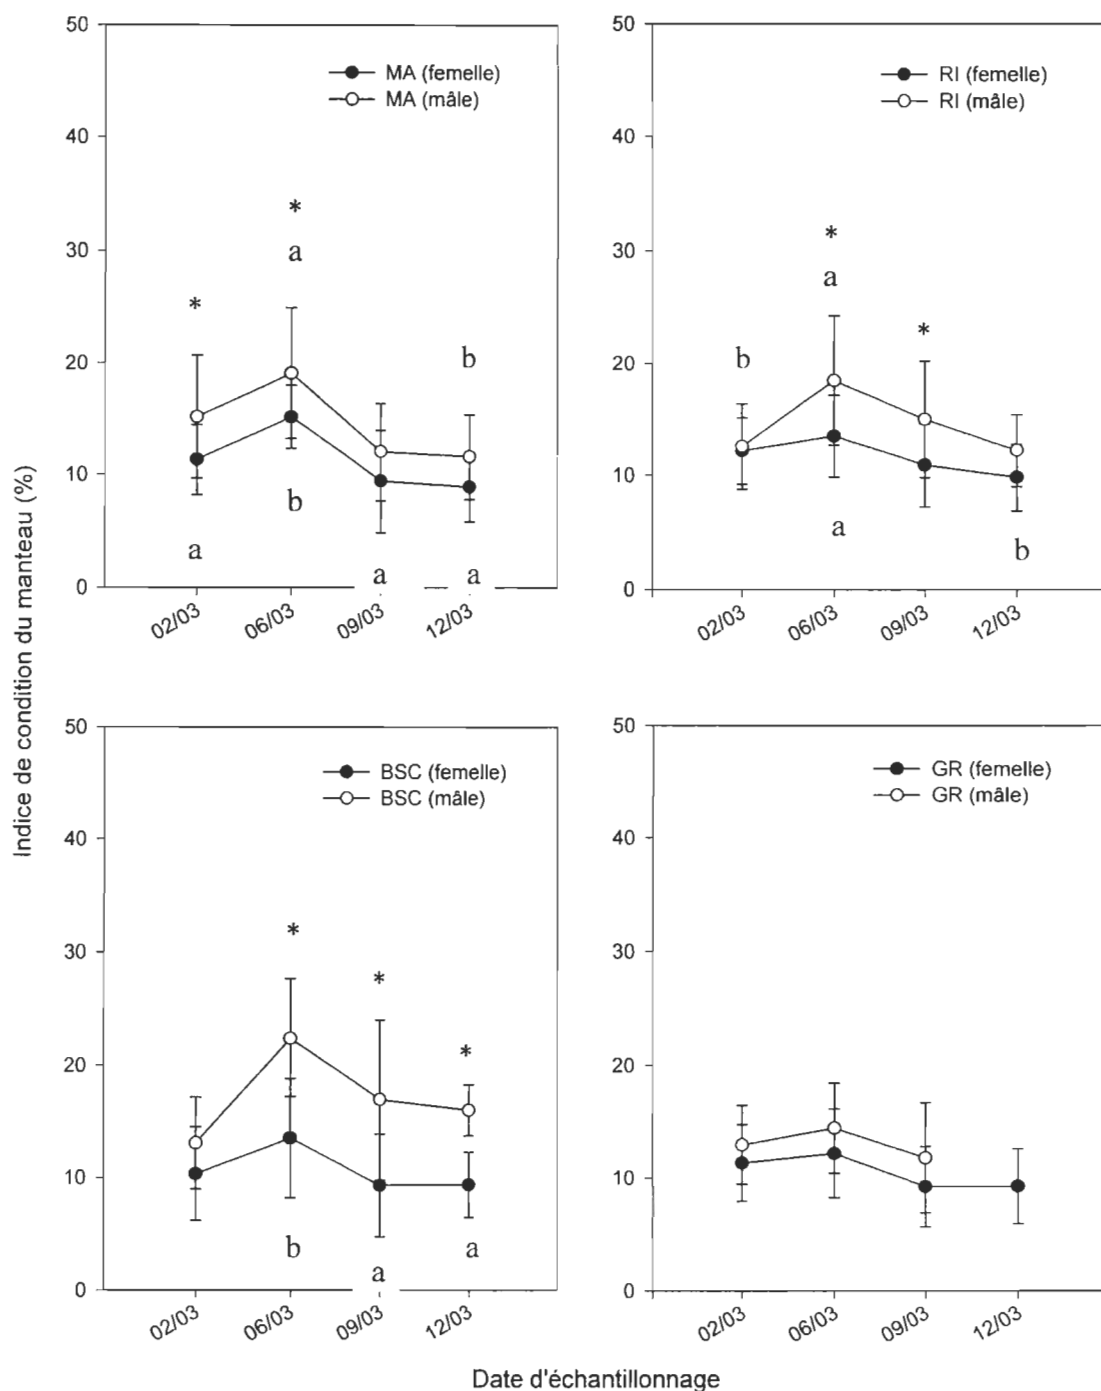 50
40
30
20
10
0
MA (femelle)
MA (mâle)
*
*
a
b
a
b
a
a
02/03
06/03
09/03
12/03
50
40
30
20
10
0
RI (femelle)
RI (mâle)
*
a
*
b
a
b
02/03
06/03
09/03
12/03
Indice de condition du manteau (%)
50
40
30
20
10
0
BSC (femelle)
BSC (mâle)
*
*
*
b
a
a
02/03
06/03
09/03
12/03
50
40
30
20
10
0
GR (femelle)
GR (mâle)
02/03
06/03
09/03
12/03
Date d'échantillonnage